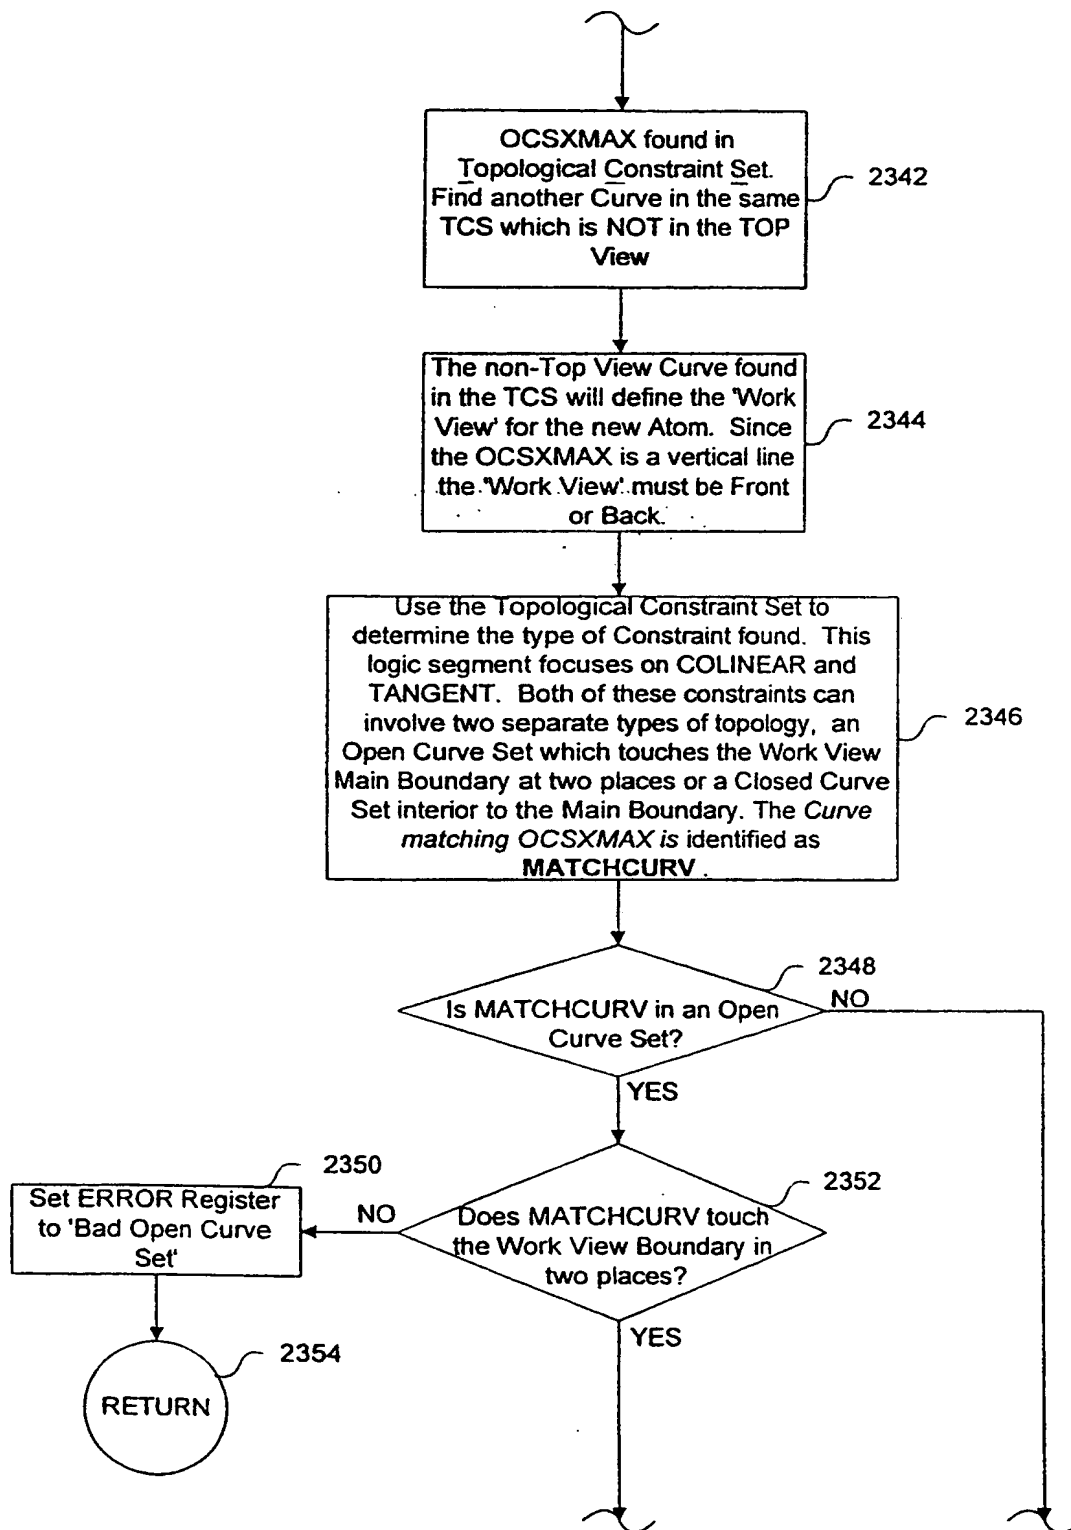 OCSXMAX found in
Topological Constraint Set.
Find another Curve in the same
TCS which is NOT in the TOP
View
2342
The non-Top View Curve found
in the TCS will define the 'Work
View' for the new Atom. Since
the OCSXMAX is a vertical line
the 'Work View' must be Front
or Back.
2344
Use the Topological Constraint Set to
determine the type of Constraint found. This
logic segment focuses on COLINEAR and
TANGENT. Both of these constraints can
involve two separate types of topology, an
Open Curve Set which touches the Work View
Main Boundary at two places or a Closed Curve
Set interior to the Main Boundary. The Curve
matching OCSXMAX is identified as
MATCHCURV .
2346
2348
Is MATCHCURV in an Open
Curve Set?
NO
YES
2350
Set ERROR Register
to 'Bad Open Curve
Set'
NO
2352
Does MATCHCURV touch
the Work View Boundary in
two places?
YES
2354
RETURN